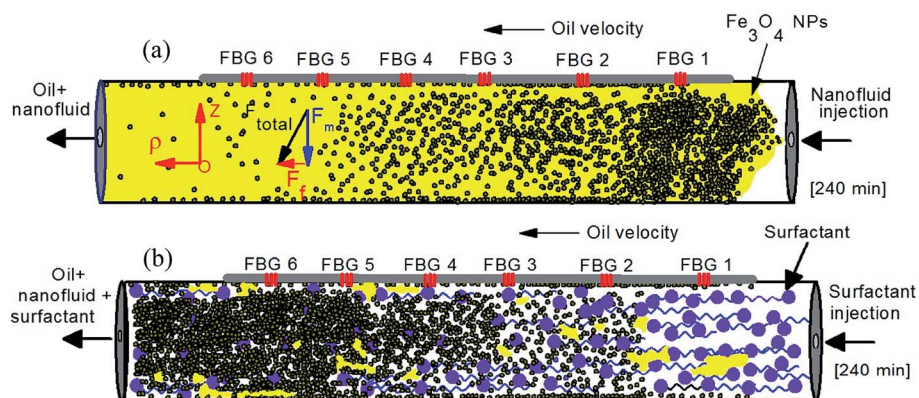 (a)
Oil velocity
Fe3O4 NPs
FBG 6 FBG 5 FBG 4 FBG 3 FBG 2 FBG 1
Oil+
nanofluid
Z
F
total
Fm
ρ
O
Ff
Nanofluid
injection
[240 min]
(b)
Oil velocity
Surfactant
FBG 6 FBG 5 FBG 4 FBG 3 FBG 2 FBG 1
Oil+
nanofluid +
surfactant
Surfactant
injection
[240 min]